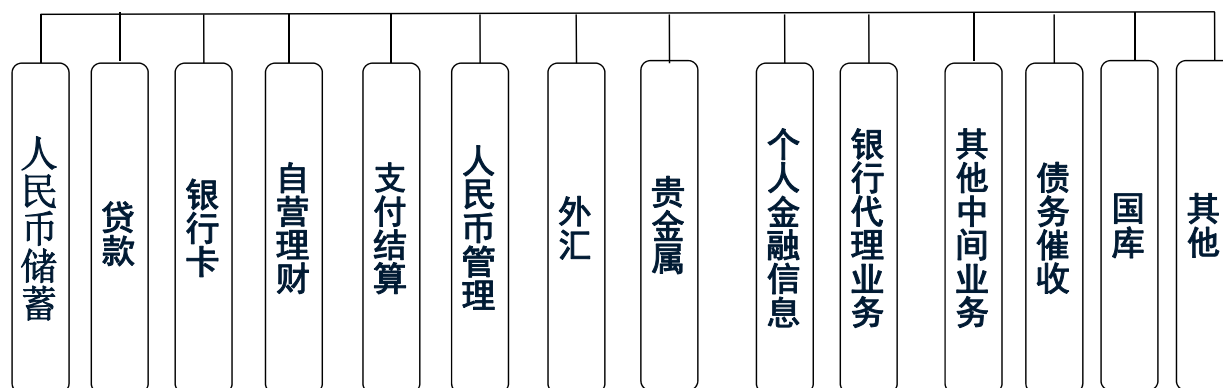 人民币储蓄
贷款
银行卡
自营理财
支付结算
人民币管理
外汇
贵金属
个人金融信息
银行代理业务
其他中间业务
债务催收
国库
其他